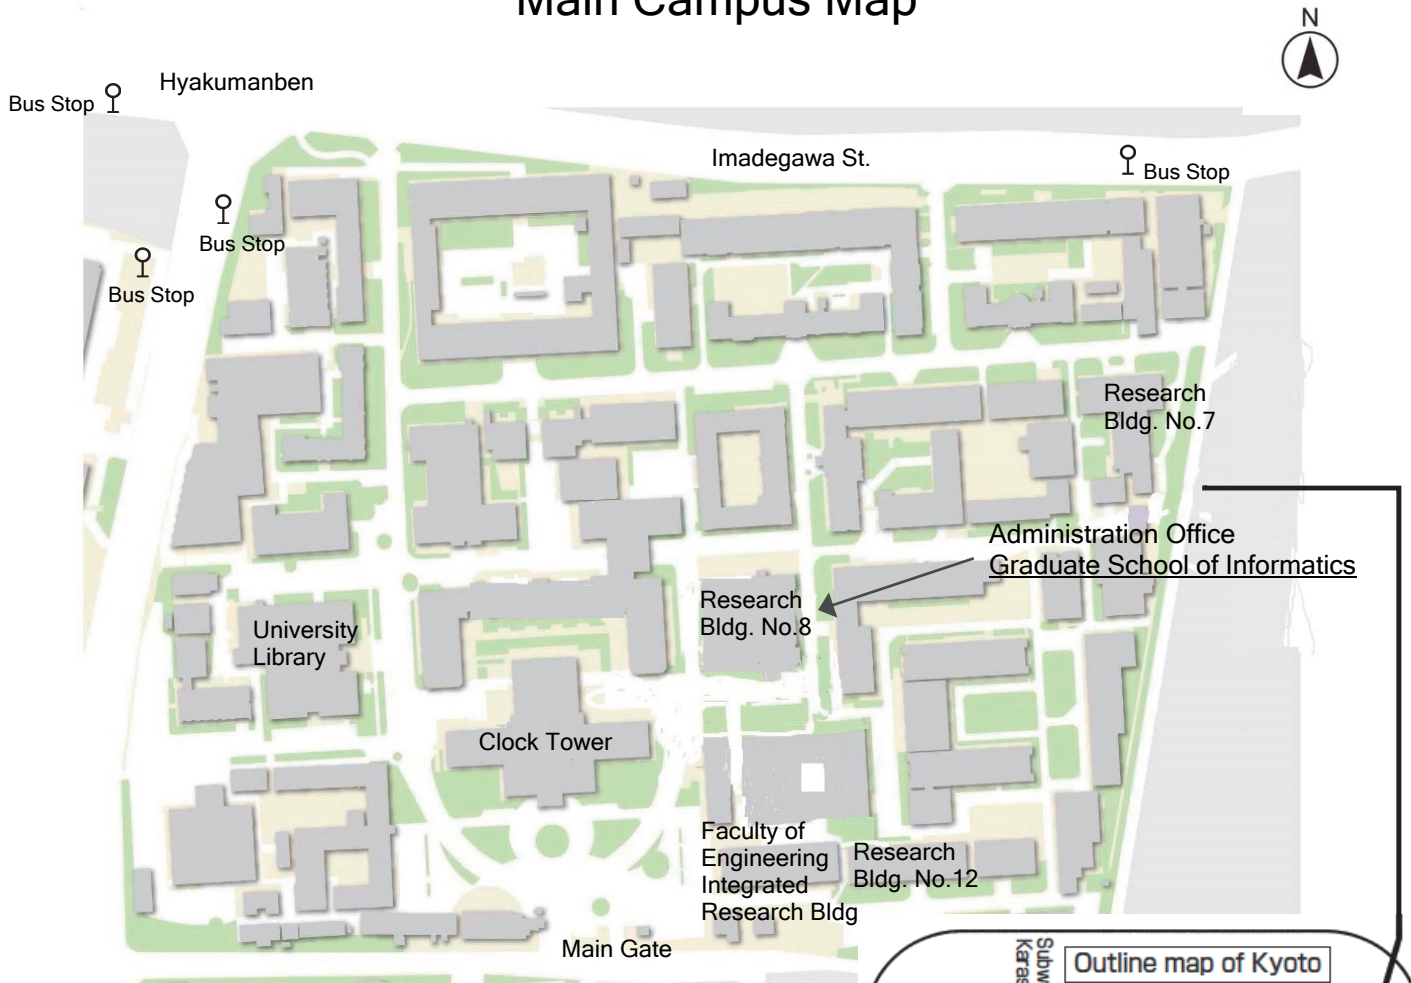 Main Campus Map
N
Hyakumanben
Bus Stop
Imadegawa St.
Bus Stop
Bus Stop
Bus Stop
Research
Bldg. No.7
Administration Office
Graduate School of Informatics
Research
Bldg. No.8
University
Library
Clock Tower
Faculty of
Engineering
Integrated
Research Bldg
Research
Bldg. No.12
Main Gate
Outline map of Kyoto